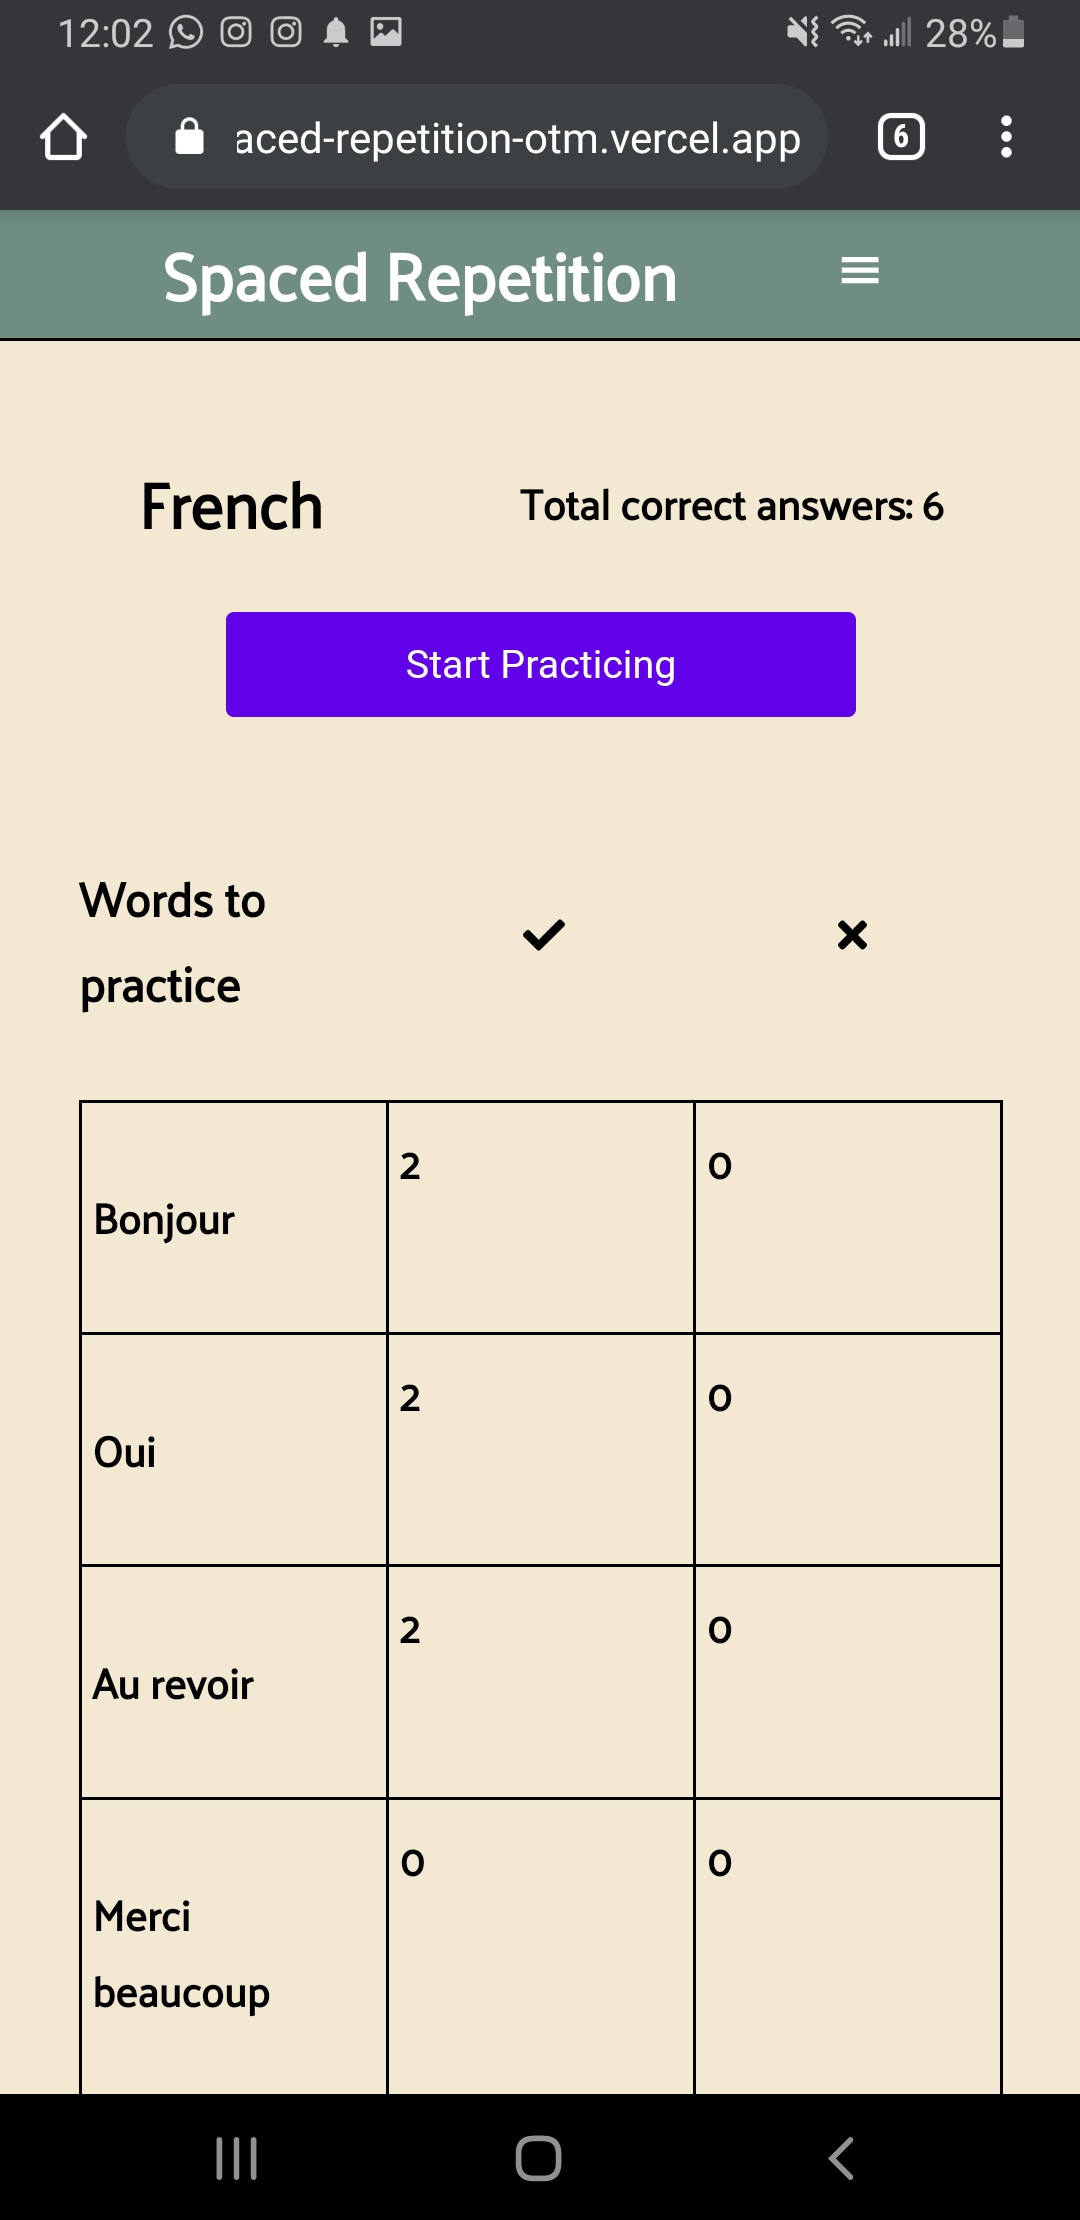 12:02
28%
aced-repetition-otm.vercel.app
6
Spaced Repetition
French
Total correct answers: 6
Start Practicing
Words to
practice
Bonjour
2
0
Oui
2
0
Au revoir
2
0
Merci
beaucoup
0
0